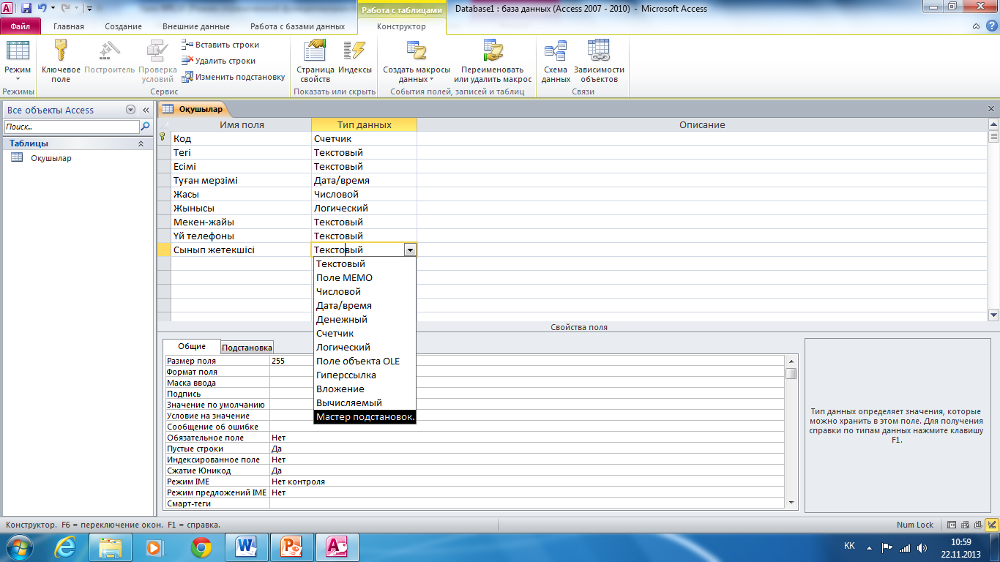 Работа с таблицами
Database1 : база данных (Access 2007 - 2010) - Microsoft Access
Файл Главная Создание Внешние данные Работа с базами данных Конструктор
Режим
Ключевое поле
Построитель
Проверка условий
Вставить строки
Удалить строки
Изменить подстановку
Страница свойств
Индексы
Создать макросы данных
Переименовать или удалить макрос
Схема данных
Зависимости объектов
Режимы Сервис Показать или скрыть События полей, записей и таблиц Связи
Все объекты Access
Поиск...
Таблицы
Оқушылар
Оқушылар
Имя поля Тип данных Описание
Код Счетчик
Тегі Текстовый
Есімі Текстовый
Туған мерзімі Дата/время
Жасы Числовой
Жынысы Логический
Мекен-жайы Текстовый
Үй телефоны Текстовый
Сынып жетекшісі Текстовый
Текстовый
Поле МЕМО
Числовой
Дата/время
Денежный
Счетчик
Логический
Поле объекта OLE
Гиперссылка
Вложение
Вычисляемый
Мастер подстановок.
Свойства поля
Общие Подстановка
Размер поля 255
Формат поля
Маска ввода
Подпись
Значение по умолчанию
Условие на значение
Сообщение об ошибке
Обязательное поле Нет
Пустые строки Да
Индексированное поле Нет
Сжатие Юникод Да
Режим IME Нет контроля
Режим предложений IME Нет
Смарт-теги
Тип данных определяет значения, которые
можно хранить в этом поле. Для получения
справки по типам данных нажмите клавишу
F1.
Конструктор. F6 = переключение окон. F1 = справка.
Num Lock
KK
10:59
22.11.2013